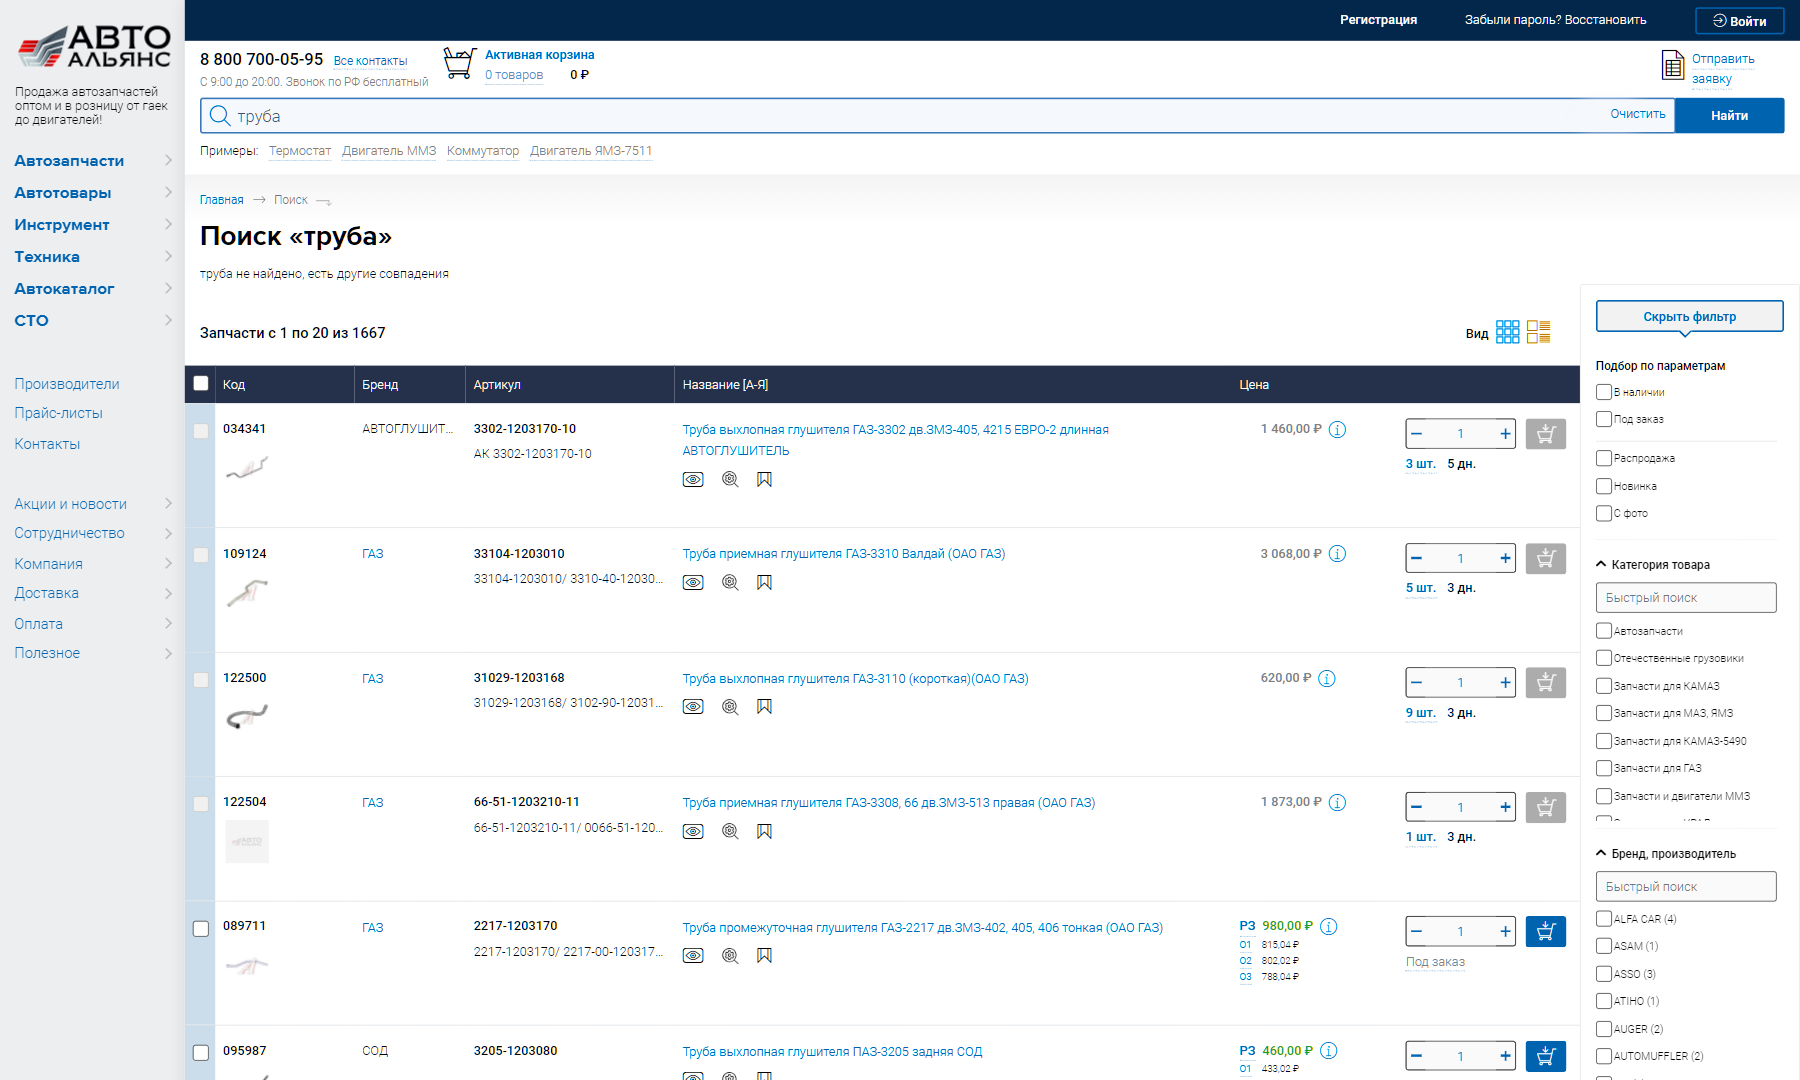 АВТО
АЛЬЯНС
Продажа автозапчастей
оптом и в розницу от гаек
до двигателей!
Автозапчасти
Автотовары
Инструмент
Техника
Автокаталог
СТО
Производители
Прайс-листы
Контакты
Акции и новости
Сотрудничество
Компания
Доставка
Оплата
Полезное
Регистрация
Забыли пароль? Восстановить
Войти
8 800 700-05-95 Все контакты
С 9:00 до 20:00. Звонок по РФ бесплатный
Активная корзина
0 товаров 0 ₽
Отправить
заявку
труба
Очистить
Найти
Примеры: Термостат Двигатель ММЗ Коммутатор Двигатель ЯМЗ-7511
Главная → Поиск
Поиск «труба»
труба не найдено, есть другие совпадения
Запчасти с 1 по 20 из 1667
Вид
Код Бренд Артикул Название [А-Я] Цена
034341 АВТОГЛУШИТ... 3302-1203170-10 Труба выхлопная глушителя ГАЗ-3302 дв.ЗМЗ-405, 4215 ЕВРО-2 длинная 1 460,00 ₽ 1
АК 3302-1203170-10 АВТОГЛУШИТЕЛЬ
3 шт. 5 дн.
109124 ГАЗ 33104-1203010 Труба приемная глушителя ГАЗ-3310 Валдай (ОАО ГАЗ) 3 068,00 ₽ 1
33104-1203010/ 3310-40-12030...
5 шт. 3 дн.
122500 ГАЗ 31029-1203168 Труба выхлопная глушителя ГАЗ-3110 (короткая)(ОАО ГАЗ) 620,00 ₽ 1
31029-1203168/ 3102-90-12031...
9 шт. 3 дн.
122504 ГАЗ 66-51-1203210-11 Труба приемная глушителя ГАЗ-3308, 66 дв.ЗМЗ-513 правая (ОАО ГАЗ) 1 873,00 ₽ 1
66-51-1203210-11/ 0066-51-120...
1 шт. 3 дн.
089711 ГАЗ 2217-1203170 Труба промежуточная глушителя ГАЗ-2217 дв.ЗМЗ-402, 405, 406 тонкая (ОАО ГАЗ) РЗ 980,00 ₽ 1
2217-1203170/ 2217-00-120317...
О1 815,04 ₽
О2 802,02 ₽
О3 788,04 ₽
Под заказ
095987 СОД 3205-1203080 Труба выхлопная глушителя ПАЗ-3205 задняя СОД РЗ 460,00 ₽ 1
О1 433,02 ₽
Скрыть фильтр
Подбор по параметрам
В наличии
Под заказ
Распродажа
Новинка
С фото
Категория товара
Быстрый поиск
Автозапчасти
Отечественные грузовики
Запчасти для КАМАЗ
Запчасти для МАЗ, ЯМЗ
Запчасти для КАМАЗ-5490
Запчасти для ГАЗ
Запчасти и двигатели ММЗ
Бренд, производитель
Быстрый поиск
ALFA CAR (4)
ASAM (1)
ASSO (3)
ATIHO (1)
AUGER (2)
AUTOMUFFLER (2)